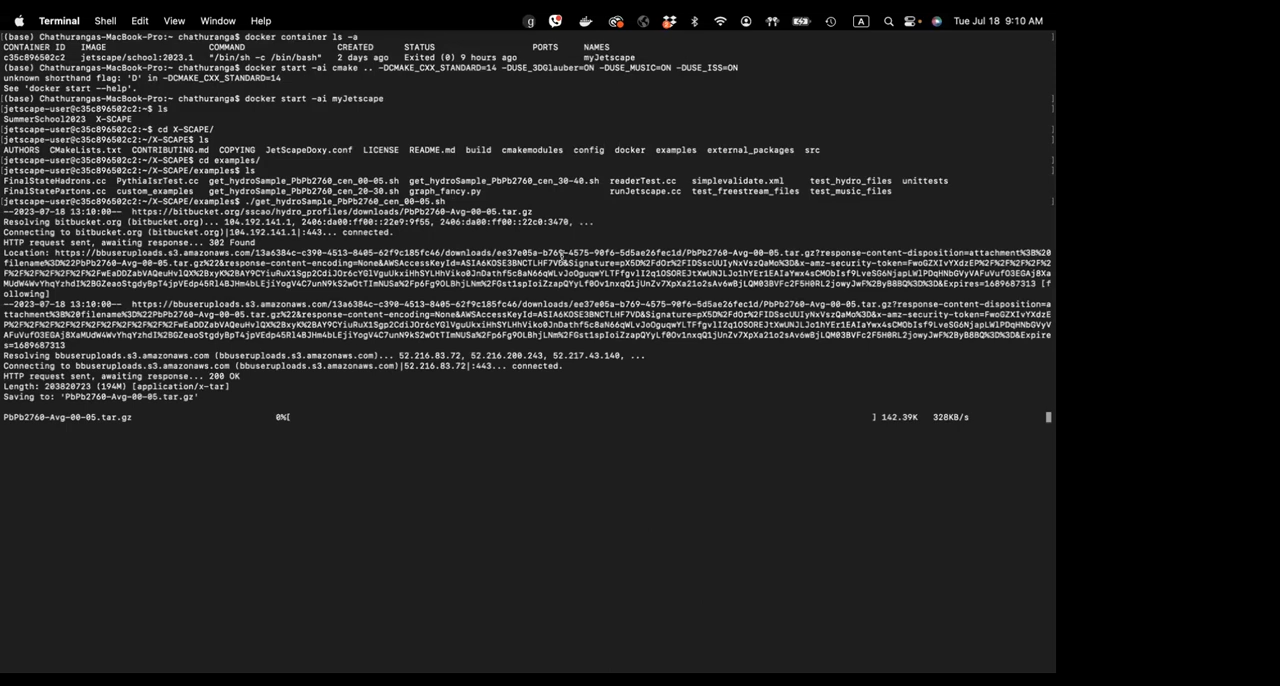 Terminal Shell Edit View Window Help Tue Jul 18 9:10 AM
(base) Chathurangas-MacBook-Pro:~ chathuranga$ docker container ls -a
CONTAINER ID IMAGE COMMAND CREATED STATUS PORTS NAMES
c35c896502c2 jetscape/school:2023.1 "/bin/sh -c /bin/bash" 2 days ago Exited (0) 9 hours ago myJetscape
(base) Chathurangas-MacBook-Pro:~ chathuranga$ docker start -ai cmake .. -DCMAKE_CXX_STANDARD=14 -DUSE_3DGlauber=ON -DUSE_MUSIC=ON -DUSE_ISS=ON
unknown shorthand flag: 'D' in -DCMAKE_CXX_STANDARD=14
See 'docker start --help'.
(base) Chathurangas-MacBook-Pro:~ chathuranga$ docker start -ai myJetscape
[jetscape-user@c35c896502c2:~$ ls
SummerSchool2023 X-SCAPE
[jetscape-user@c35c896502c2:~$ cd X-SCAPE/
[jetscape-user@c35c896502c2:~/X-SCAPE$ ls
AUTHORS CMakeLists.txt CONTRIBUTING.md COPYING JetScapeDoxy.conf LICENSE README.md build cmakemodules config docker examples external_packages src
[jetscape-user@c35c896502c2:~/X-SCAPE$ cd examples/
[jetscape-user@c35c896502c2:~/X-SCAPE/examples$ ls
FinalStateHadrons.cc PythiaIsrTest.cc get_hydroSample_PbPb2760_cen_00-05.sh get_hydroSample_PbPb2760_cen_30-40.sh readerTest.cc simplevalidate.xml test_hydro_files unittests
FinalStatePartons.cc custom_examples get_hydroSample_PbPb2760_cen_20-30.sh graph_fancy.py runJetscape.cc test_freestream_files test_music_files
[jetscape-user@c35c896502c2:~/X-SCAPE/examples$ ./get_hydroSample_PbPb2760_cen_00-05.sh
--2023-07-18 13:10:00-- https://bitbucket.org/sscao/hydro_profiles/downloads/PbPb2760-Avg-00-05.tar.gz
Resolving bitbucket.org (bitbucket.org)... 104.192.141.1, 2406:da00:ff00::22e9:9f55, 2406:da00:ff00::22c0:3470, ...
Connecting to bitbucket.org (bitbucket.org)|104.192.141.1|:443... connected.
HTTP request sent, awaiting response... 302 Found
Location:
[f
ollowing]
--2023-07-18 13:10:00--
s=1689687313
Resolving bbuseruploads.s3.amazonaws.com (bbuseruploads.s3.amazonaws.com)... 52.216.83.72, 52.216.200.243, 52.217.43.140, ...
Connecting to bbuseruploads.s3.amazonaws.com (bbuseruploads.s3.amazonaws.com)|52.216.83.72|:443... connected.
HTTP request sent, awaiting response... 200 OK
Length: 203820723 (194M) [application/x-tar]
Saving to: 'PbPb2760-Avg-00-05.tar.gz'
PbPb2760-Avg-00-05.tar.gz 0%[ ] 142.39K 328KB/s